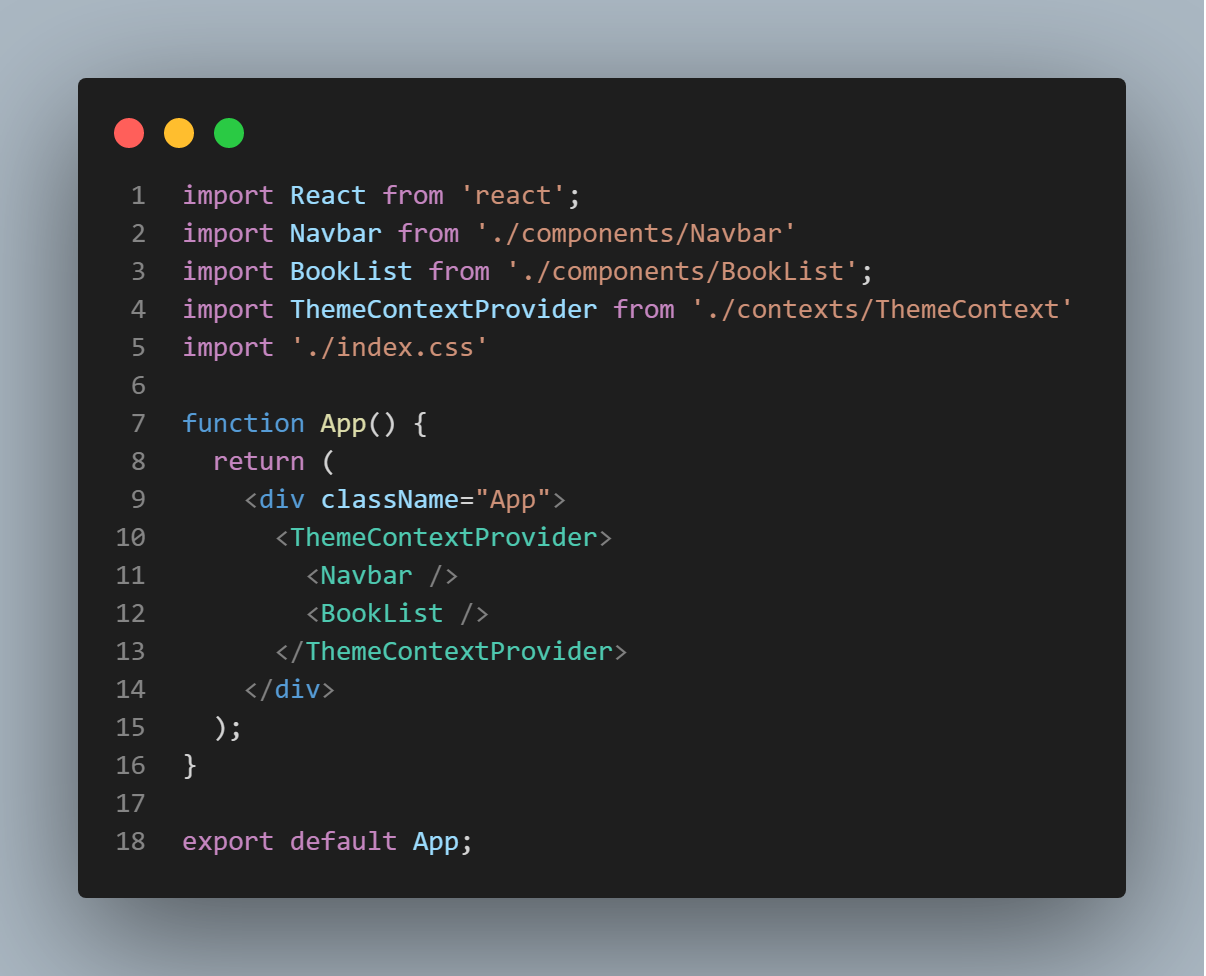 1 import React from 'react';
2 import Navbar from './components/Navbar'
3 import BookList from './components/BookList';
4 import ThemeContextProvider from './contexts/ThemeContext'
5 import './index.css'
6
7 function App() {
8   return (
9     <div className="App">
10       <ThemeContextProvider>
11         <Navbar />
12         <BookList />
13       </ThemeContextProvider>
14     </div>
15   );
16 }
17
18 export default App;